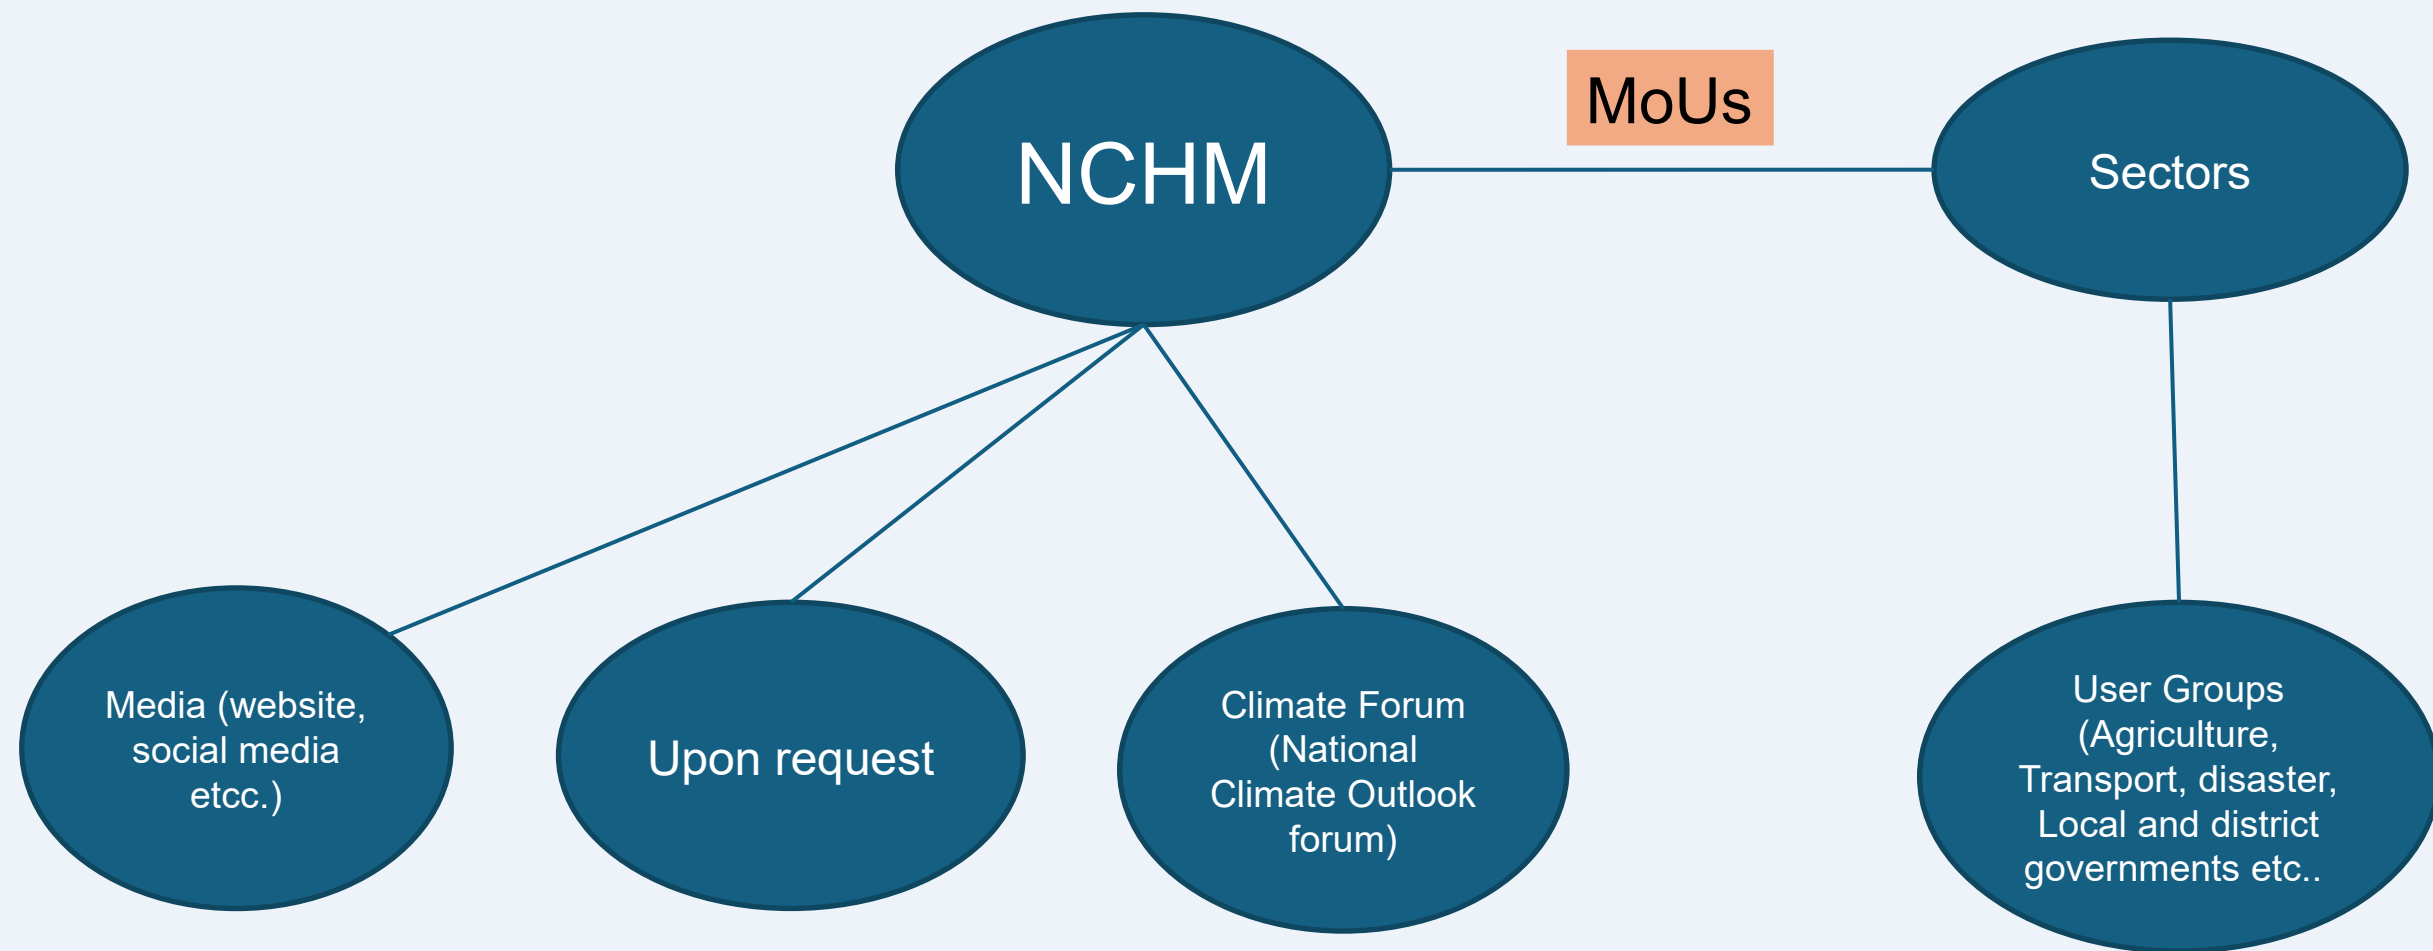 NCHM
MoUs
Sectors
Media (website,
social media
etcc.)
Upon request
Climate Forum
(National
Climate Outlook
forum)
User Groups
(Agriculture,
Transport, disaster,
Local and district
governments etc..